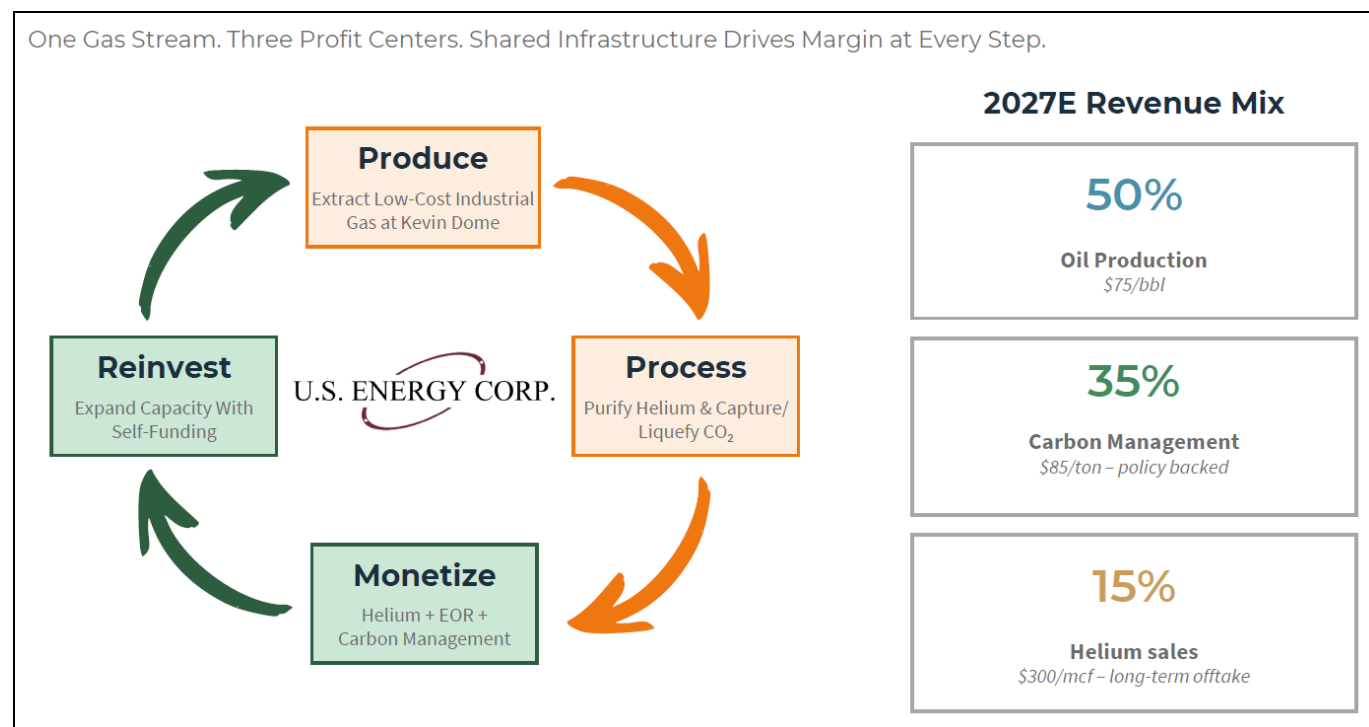 One Gas Stream. Three Profit Centers. Shared Infrastructure Drives Margin at Every Step.
Produce
Extract Low-Cost Industrial
Gas at Kevin Dome
Process
Purify Helium & Capture/
Liquefy CO₂
Monetize
Helium + EOR +
Carbon Management
Reinvest
Expand Capacity With
Self-Funding
U.S. ENERGY CORP.
2027E Revenue Mix
50%
Oil Production
$75/bbl
35%
Carbon Management
$85/ton – policy backed
15%
Helium sales
$300/mcf – long-term offtake